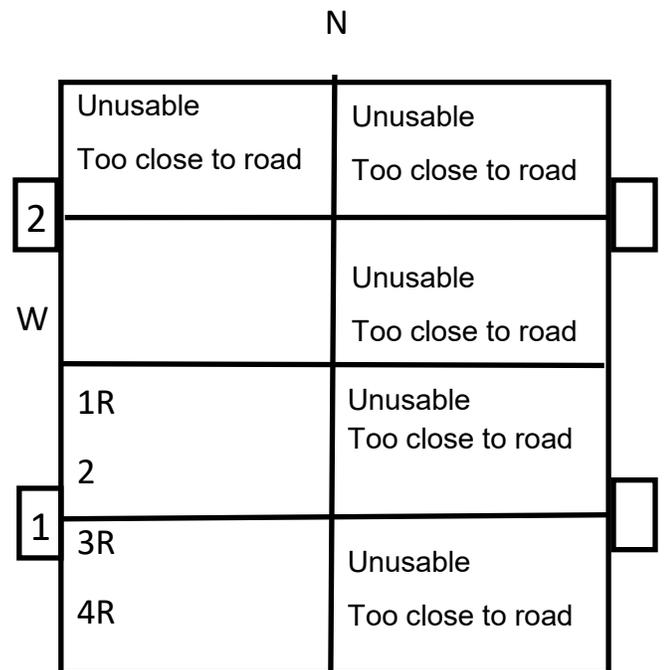 N
Unusable
Too close to road
Unusable
Too close to road
2
Unusable
Too close to road
W
1R
2
Unusable
Too close to road
1
3R
4R
Unusable
Too close to road